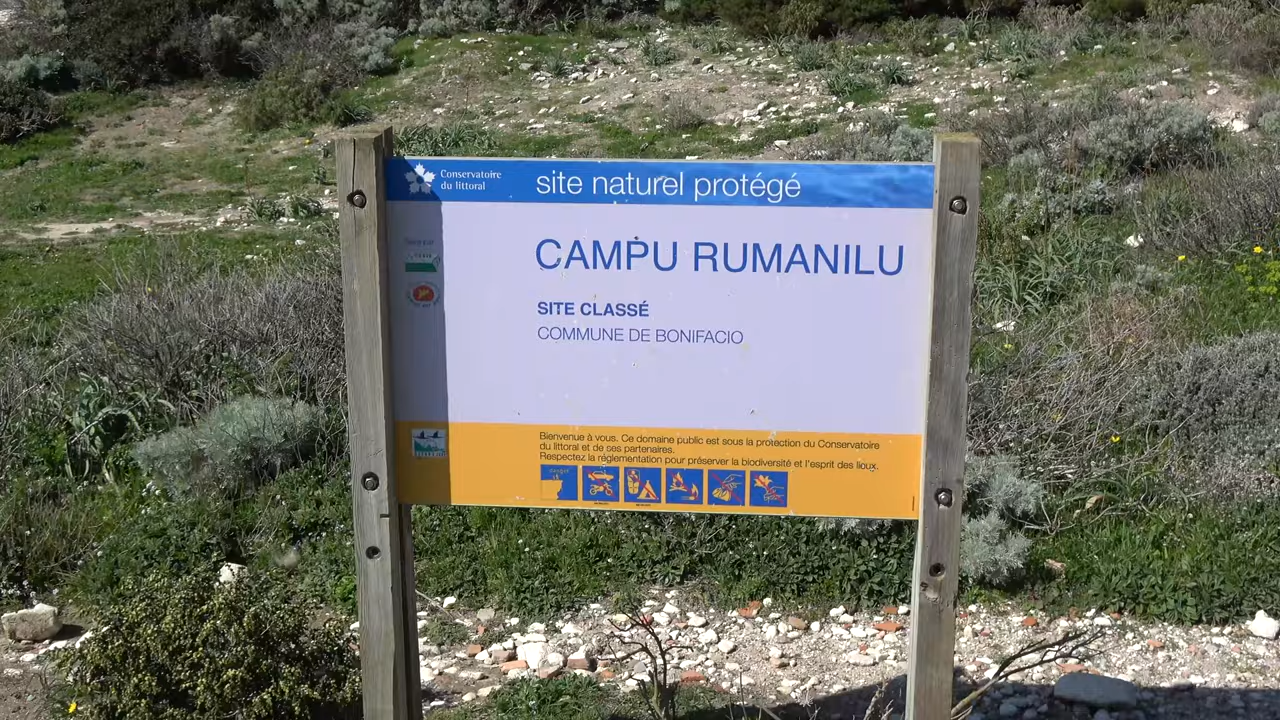 Conservatoire
du littoral
site naturel protégé
CAMPU RUMANILU
SITE CLASSÉ
COMMUNE DE BONIFACIO
Bienvenue à vous. Ce domaine public est sous la protection du Conservatoire
du littoral et de ses partenaires.
Respectez la réglementation pour préserver la biodiversité et l'esprit des lieux.